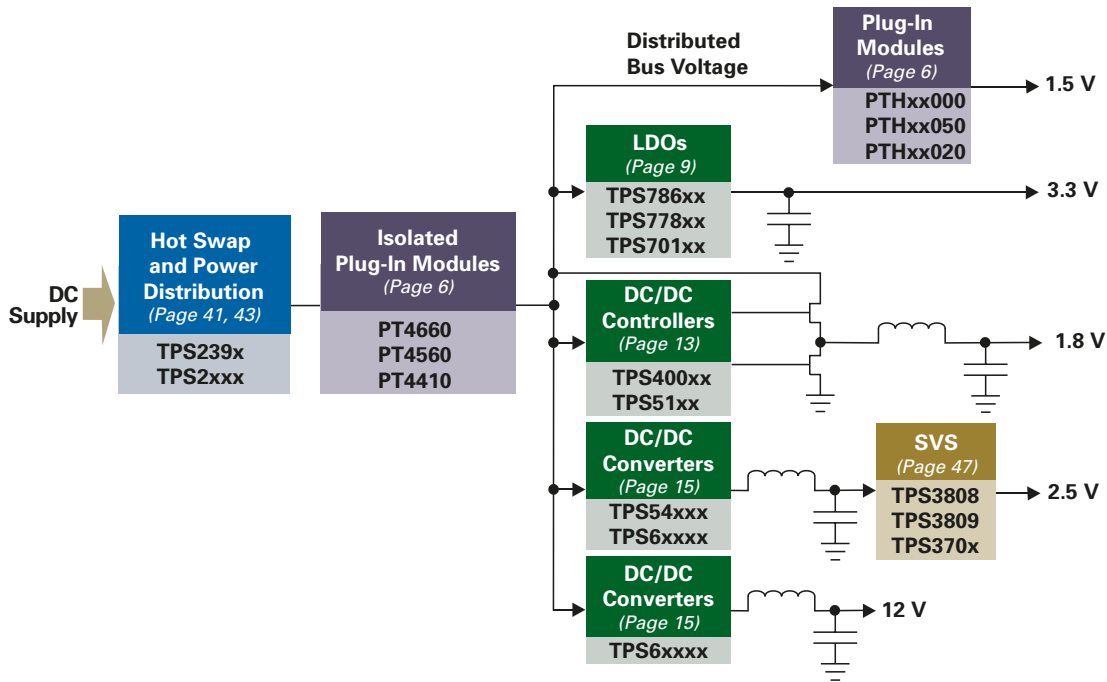 DC
Supply
Hot Swap
and Power
Distribution
(Page 41, 43)
TPS239x
TPS2xxx
Isolated
Plug-In Modules
(Page 6)
PT4660
PT4560
PT4410
Distributed
Bus Voltage
Plug-In
Modules
(Page 6)
PTHxx000
PTHxx050
PTHxx020
1.5 V
LDOs
(Page 9)
TPS786xx
TPS778xx
TPS701xx
3.3 V
DC/DC
Controllers
(Page 13)
TPS400xx
TPS51xx
1.8 V
DC/DC
Converters
(Page 15)
TPS54xxx
TPS6xxxx
SVS
(Page 47)
TPS3808
TPS3809
TPS370x
2.5 V
DC/DC
Converters
(Page 15)
TPS6xxxx
12 V